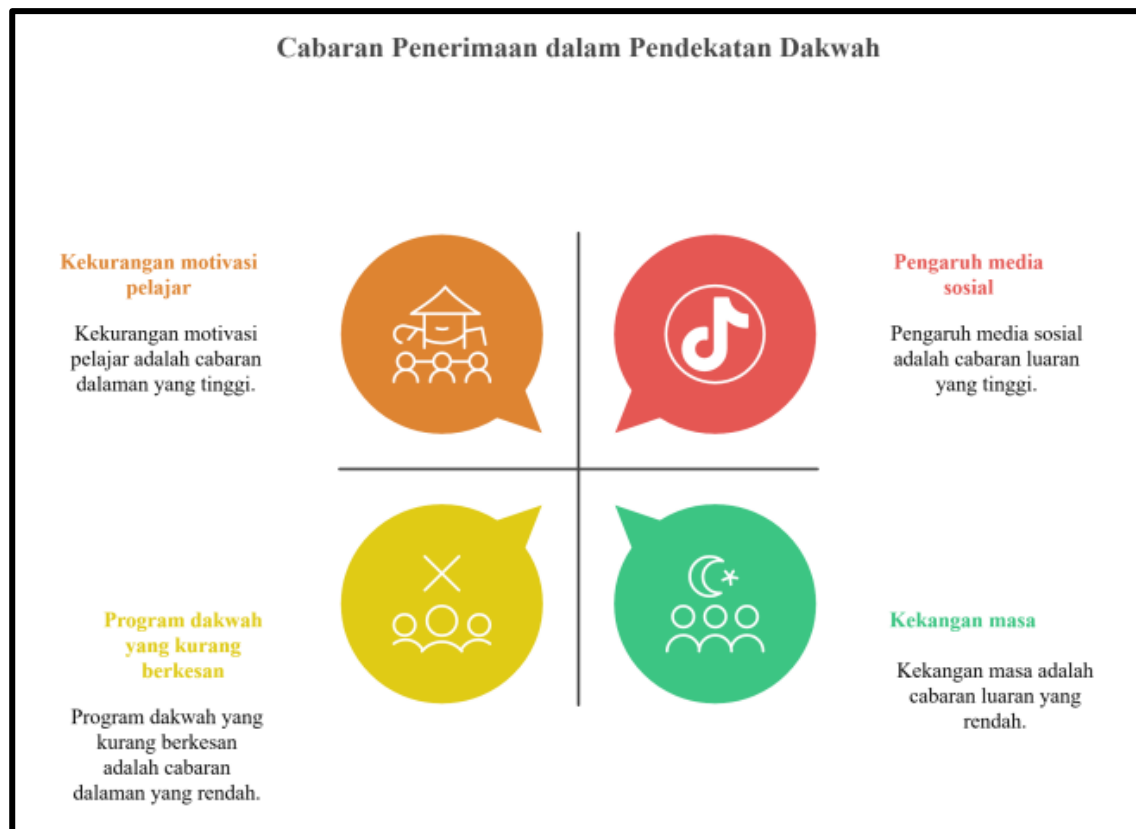 Cabaran Penerimaan dalam Pendekatan Dakwah
Kekurangan motivasi
pelajar
Kekurangan motivasi
pelajar adalah cabaran
dalaman yang tinggi.
Pengaruh media
sosial
Pengaruh media sosial
adalah cabaran luaran
yang tinggi.
Program dakwah
yang kurang
berkesan
Program dakwah yang
kurang berkesan
adalah cabaran
dalaman yang rendah.
Kekangan masa
Kekangan masa adalah
cabaran luaran yang
rendah.